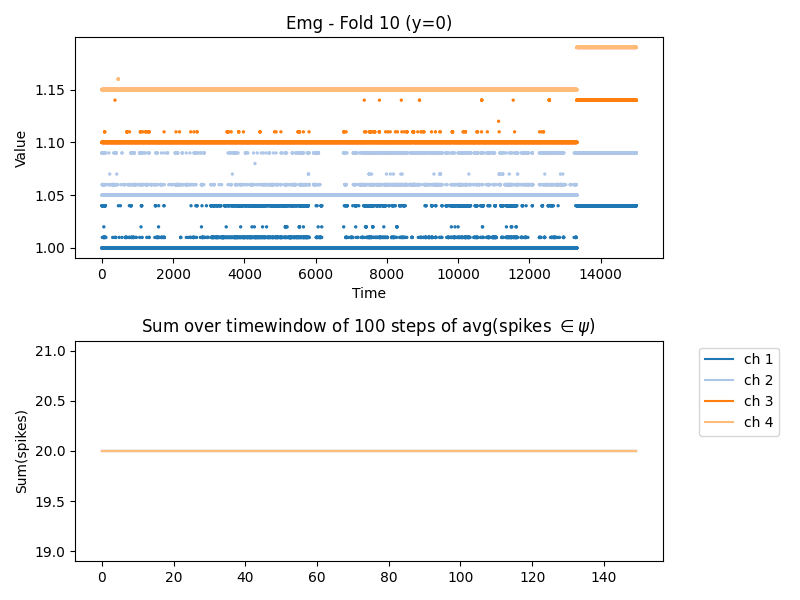 Emg - Fold 10 (y=0)
Value
1.15
1.10
1.05
1.00
0 2000 4000 6000 8000 10000 12000 14000
Time
Sum over timewindow of 100 steps of avg(spikes ∈ ψ)
Sum(spikes)
21.0
20.5
20.0
19.5
19.0
0 20 40 60 80 100 120 140
ch 1
ch 2
ch 3
ch 4